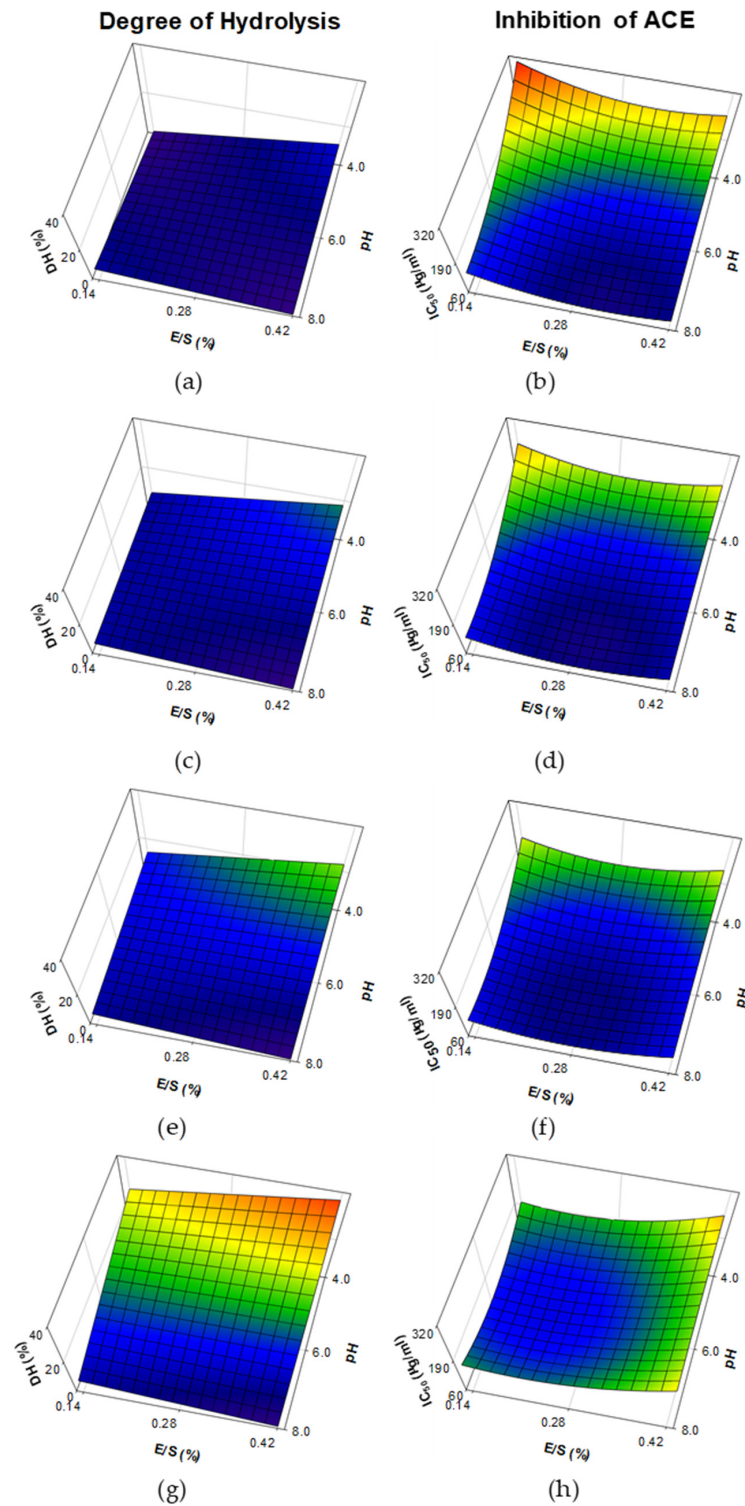 Degree of Hydrolysis
Inhibition of ACE
40
20
0
DH (%)
0.14
0.28
0.42
E/S (%)
4.0
6.0
8.0
pH
(a)
320
190
60
IC₅₀ (µg/ml)
0.14
0.28
0.42
E/S (%)
4.0
6.0
8.0
pH
(b)
40
20
0
DH (%)
0.14
0.28
0.42
E/S (%)
4.0
6.0
8.0
pH
(c)
320
190
60
IC₅₀ (µg/ml)
0.14
0.28
0.42
E/S (%)
4.0
6.0
8.0
pH
(d)
40
20
0
DH (%)
0.14
0.28
0.42
E/S (%)
4.0
6.0
8.0
pH
(e)
320
190
60
IC50 (µg/ml)
0.14
0.28
0.42
E/S (%)
4.0
6.0
8.0
pH
(f)
40
20
0
DH (%)
0.14
0.28
0.42
E/S (%)
4.0
6.0
8.0
pH
(g)
320
190
60
IC₅₀ (µg/ml)
0.14
0.28
0.42
E/S (%)
4.0
6.0
8.0
pH
(h)